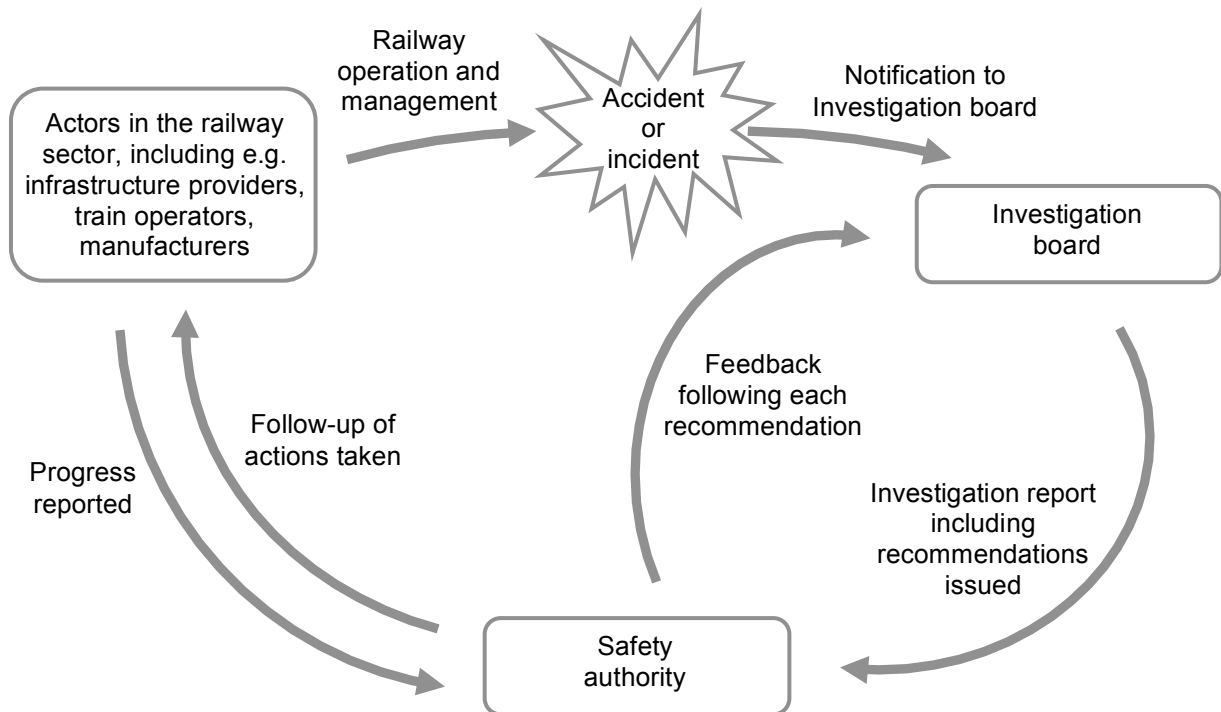 Railway
operation and
management
Accident
or
incident
Notification to
Investigation board
Actors in the railway
sector, including e.g.
infrastructure providers,
train operators,
manufacturers
Investigation
board
Feedback
following each
recommendation
Follow-up of
actions taken
Progress
reported
Investigation report
including
recommendations
issued
Safety
authority